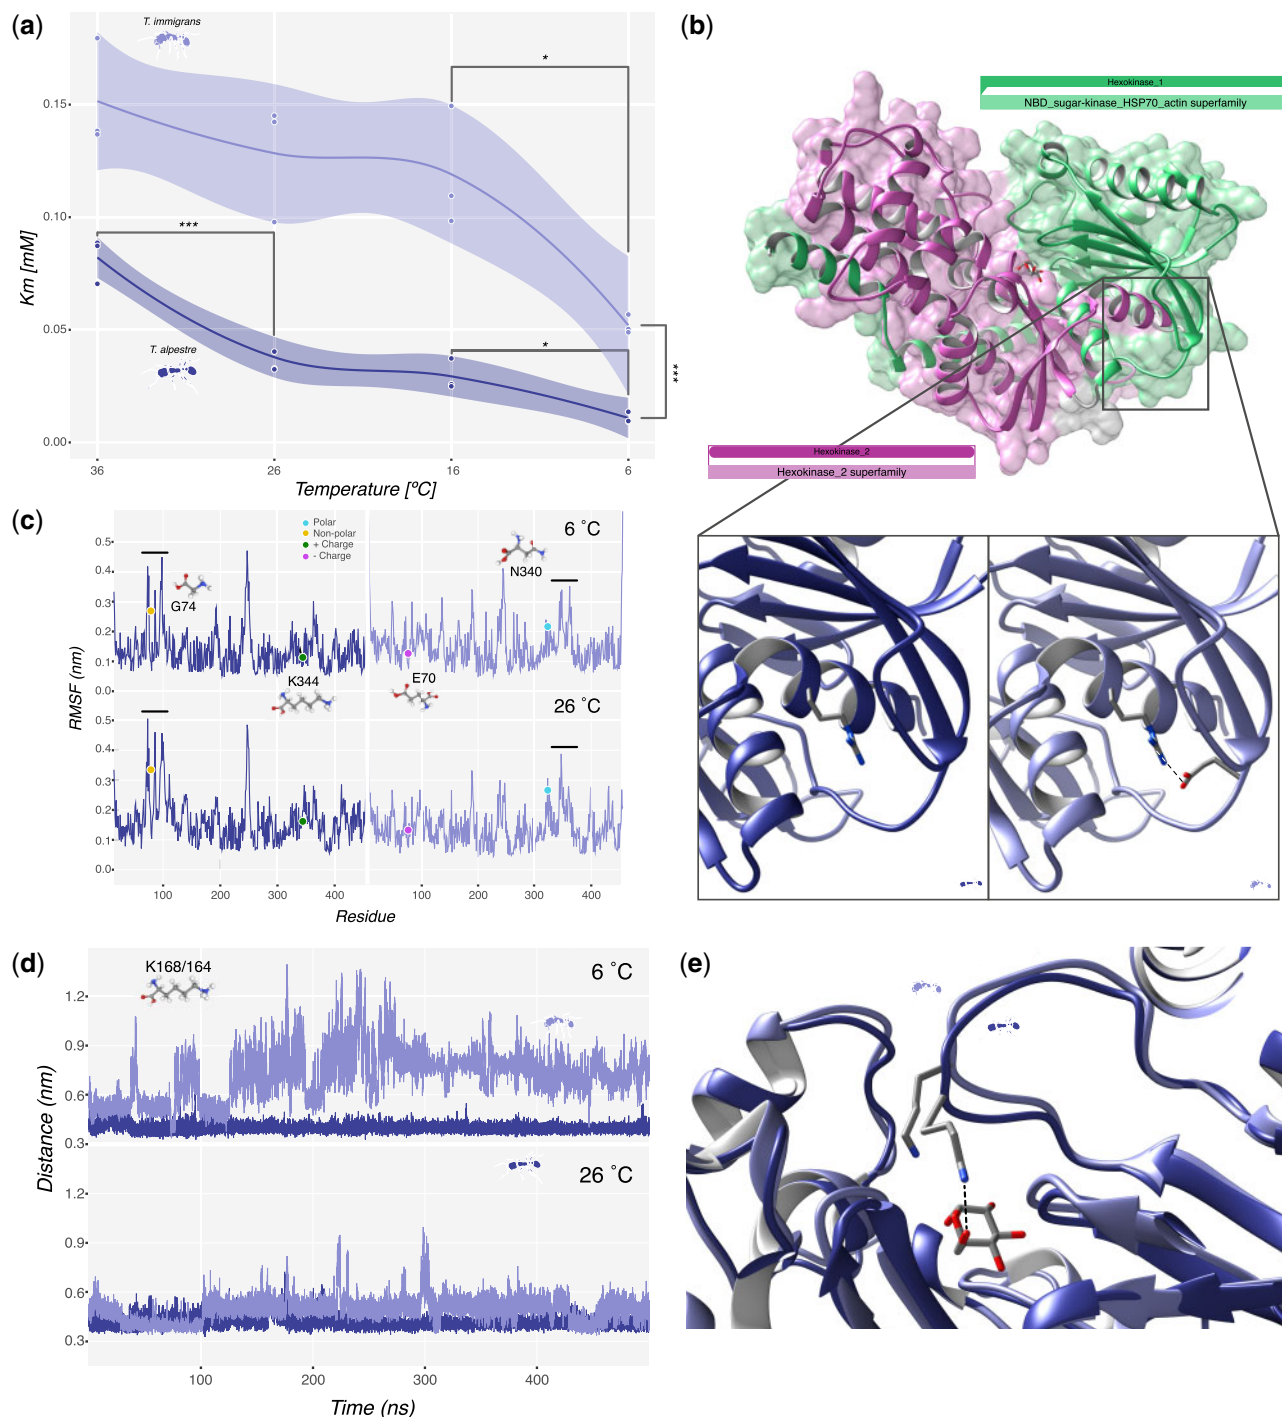 (a)
T. immigrans
*
0.15
***
0.10
Km [mM]
0.05
T. alpestre
*
***
0.00
36
26
16
6
Temperature [ºC]
(b)
Hexokinase_1
NBD_sugar-kinase_HSP70_actin superfamily
Hexokinase_2
Hexokinase_2 superfamily
(c)
Polar
Non-polar
+ Charge
- Charge
6 ˚C
G74
N340
0.5
0.4
0.3
0.2
0.1
0.0
K344
E70
26 ˚C
0.5
0.4
0.3
0.2
0.1
0.0
RMSF (nm)
100
200
300
400
100
200
300
400
Residue
(d)
K168/164
6 ˚C
1.2
0.9
0.6
0.3
Distance (nm)
26 ˚C
1.2
0.9
0.6
0.3
100
200
300
400
Time (ns)
(e)